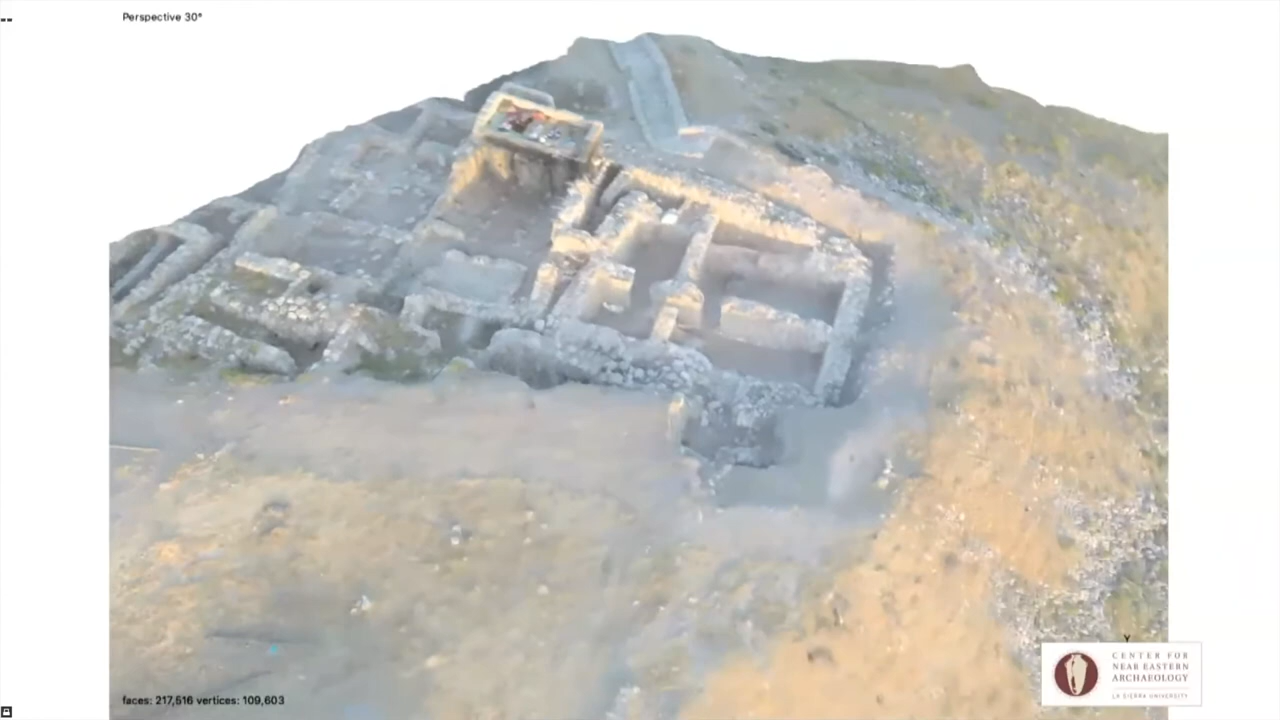 Perspective 30°
CENTER FOR
NEAR EASTERN
ARCHAEOLOGY
LA SIERRA UNIVERSITY
Y
faces: 217,516 vertices: 109,603